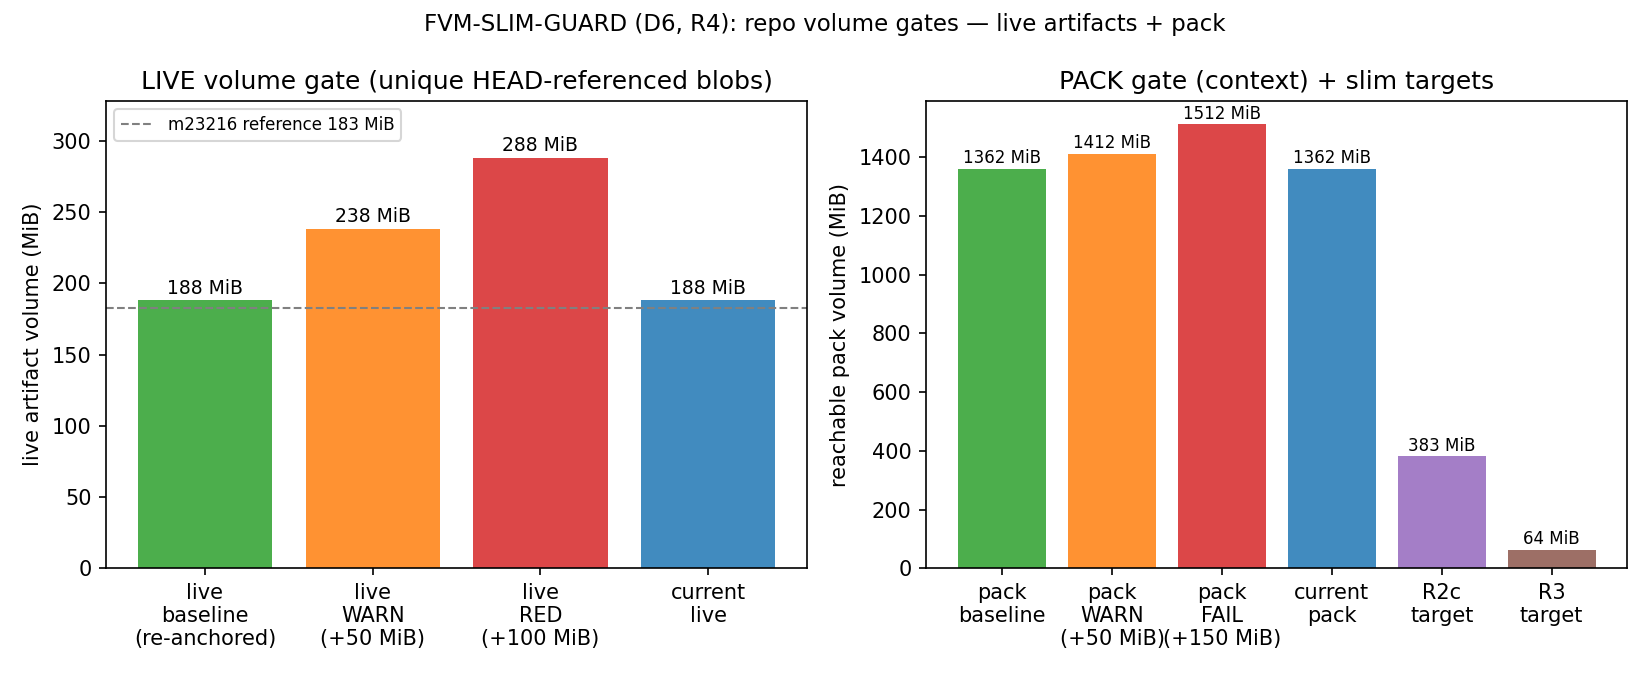 FVM-SLIM-GUARD (D6, R4): repo volume gates — live artifacts + pack
LIVE volume gate (unique HEAD-referenced blobs)
m23216 reference 183 MiB
live artifact volume (MiB)
300
250
200
150
100
50
0
188 MiB
238 MiB
288 MiB
188 MiB
live
baseline
(re-anchored)
live
WARN
(+50 MiB)
live
RED
(+100 MiB)
current
live
PACK gate (context) + slim targets
reachable pack volume (MiB)
1400
1200
1000
800
600
400
200
0
1362 MiB
1412 MiB
1512 MiB
1362 MiB
383 MiB
64 MiB
pack
baseline
pack
WARN
(+50 MiB)
pack
FAIL
(+150 MiB)
current
pack
R2c
target
R3
target